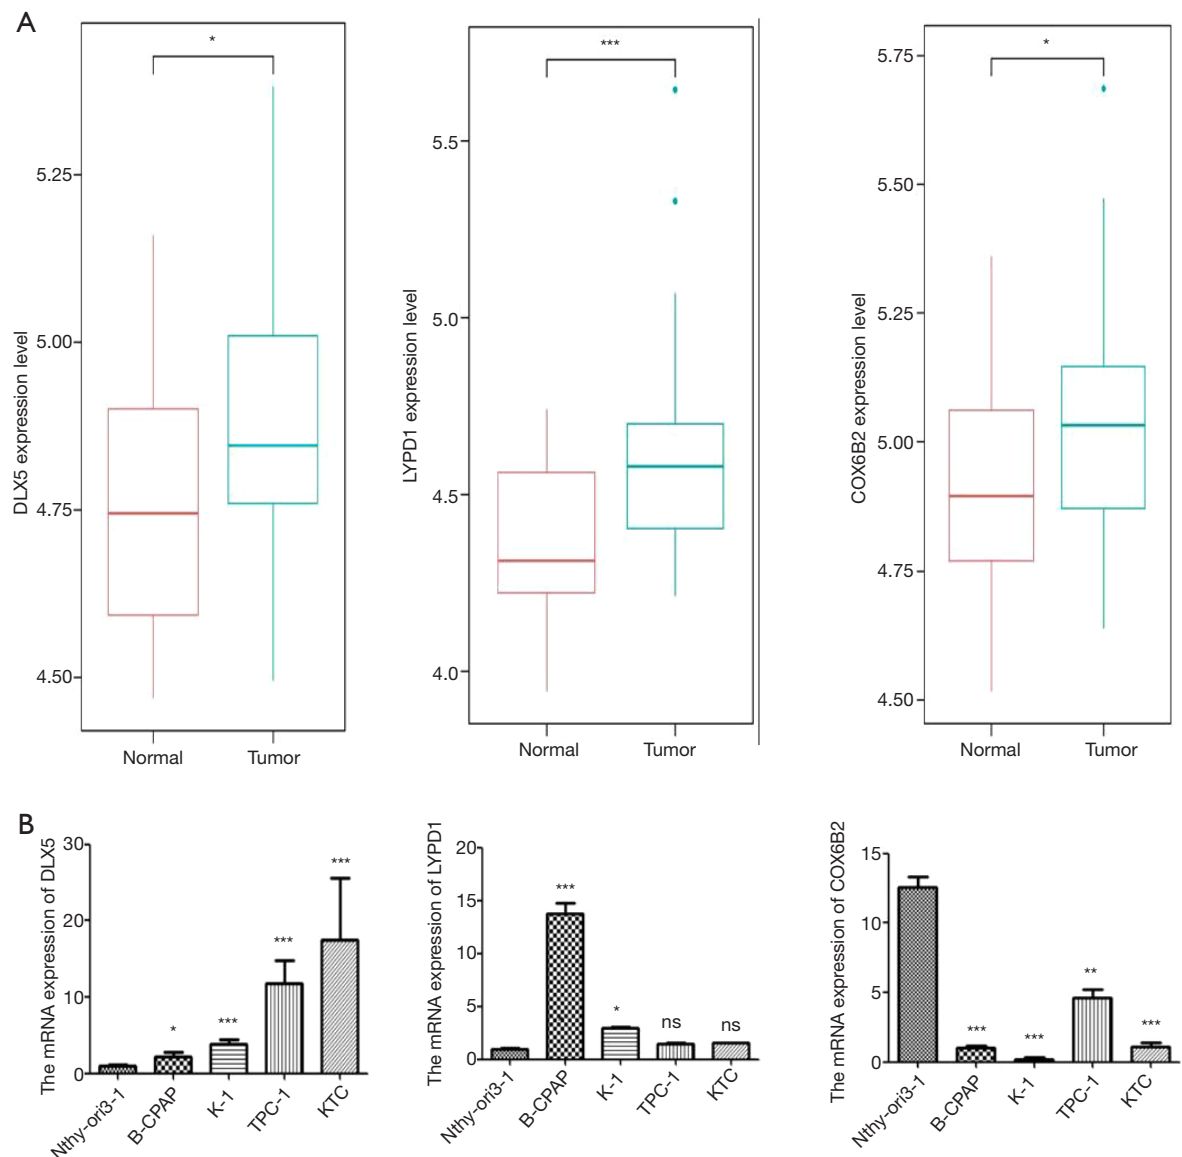 A
*
DLX5 expression level
5.25
5.00
4.75
4.50
Normal Tumor
***
LYPD1 expression level
5.5
5.0
4.5
4.0
Normal Tumor
*
COX6B2 expression level
5.75
5.50
5.25
5.00
4.75
4.50
Normal Tumor
B
The mRNA expression of DLX5
30
20
10
0
* *** *** ***
Nthy-ori3-1 B-CPAP K-1 TPC-1 KTC
The mRNA expression of LYPD1
20
15
10
5
0
*** * ns ns
Nthy-ori3-1 B-CPAP K-1 TPC-1 KTC
The mRNA expression of COX6B2
15
10
5
0
*** *** ** ***
Nthy-ori3-1 B-CPAP K-1 TPC-1 KTC